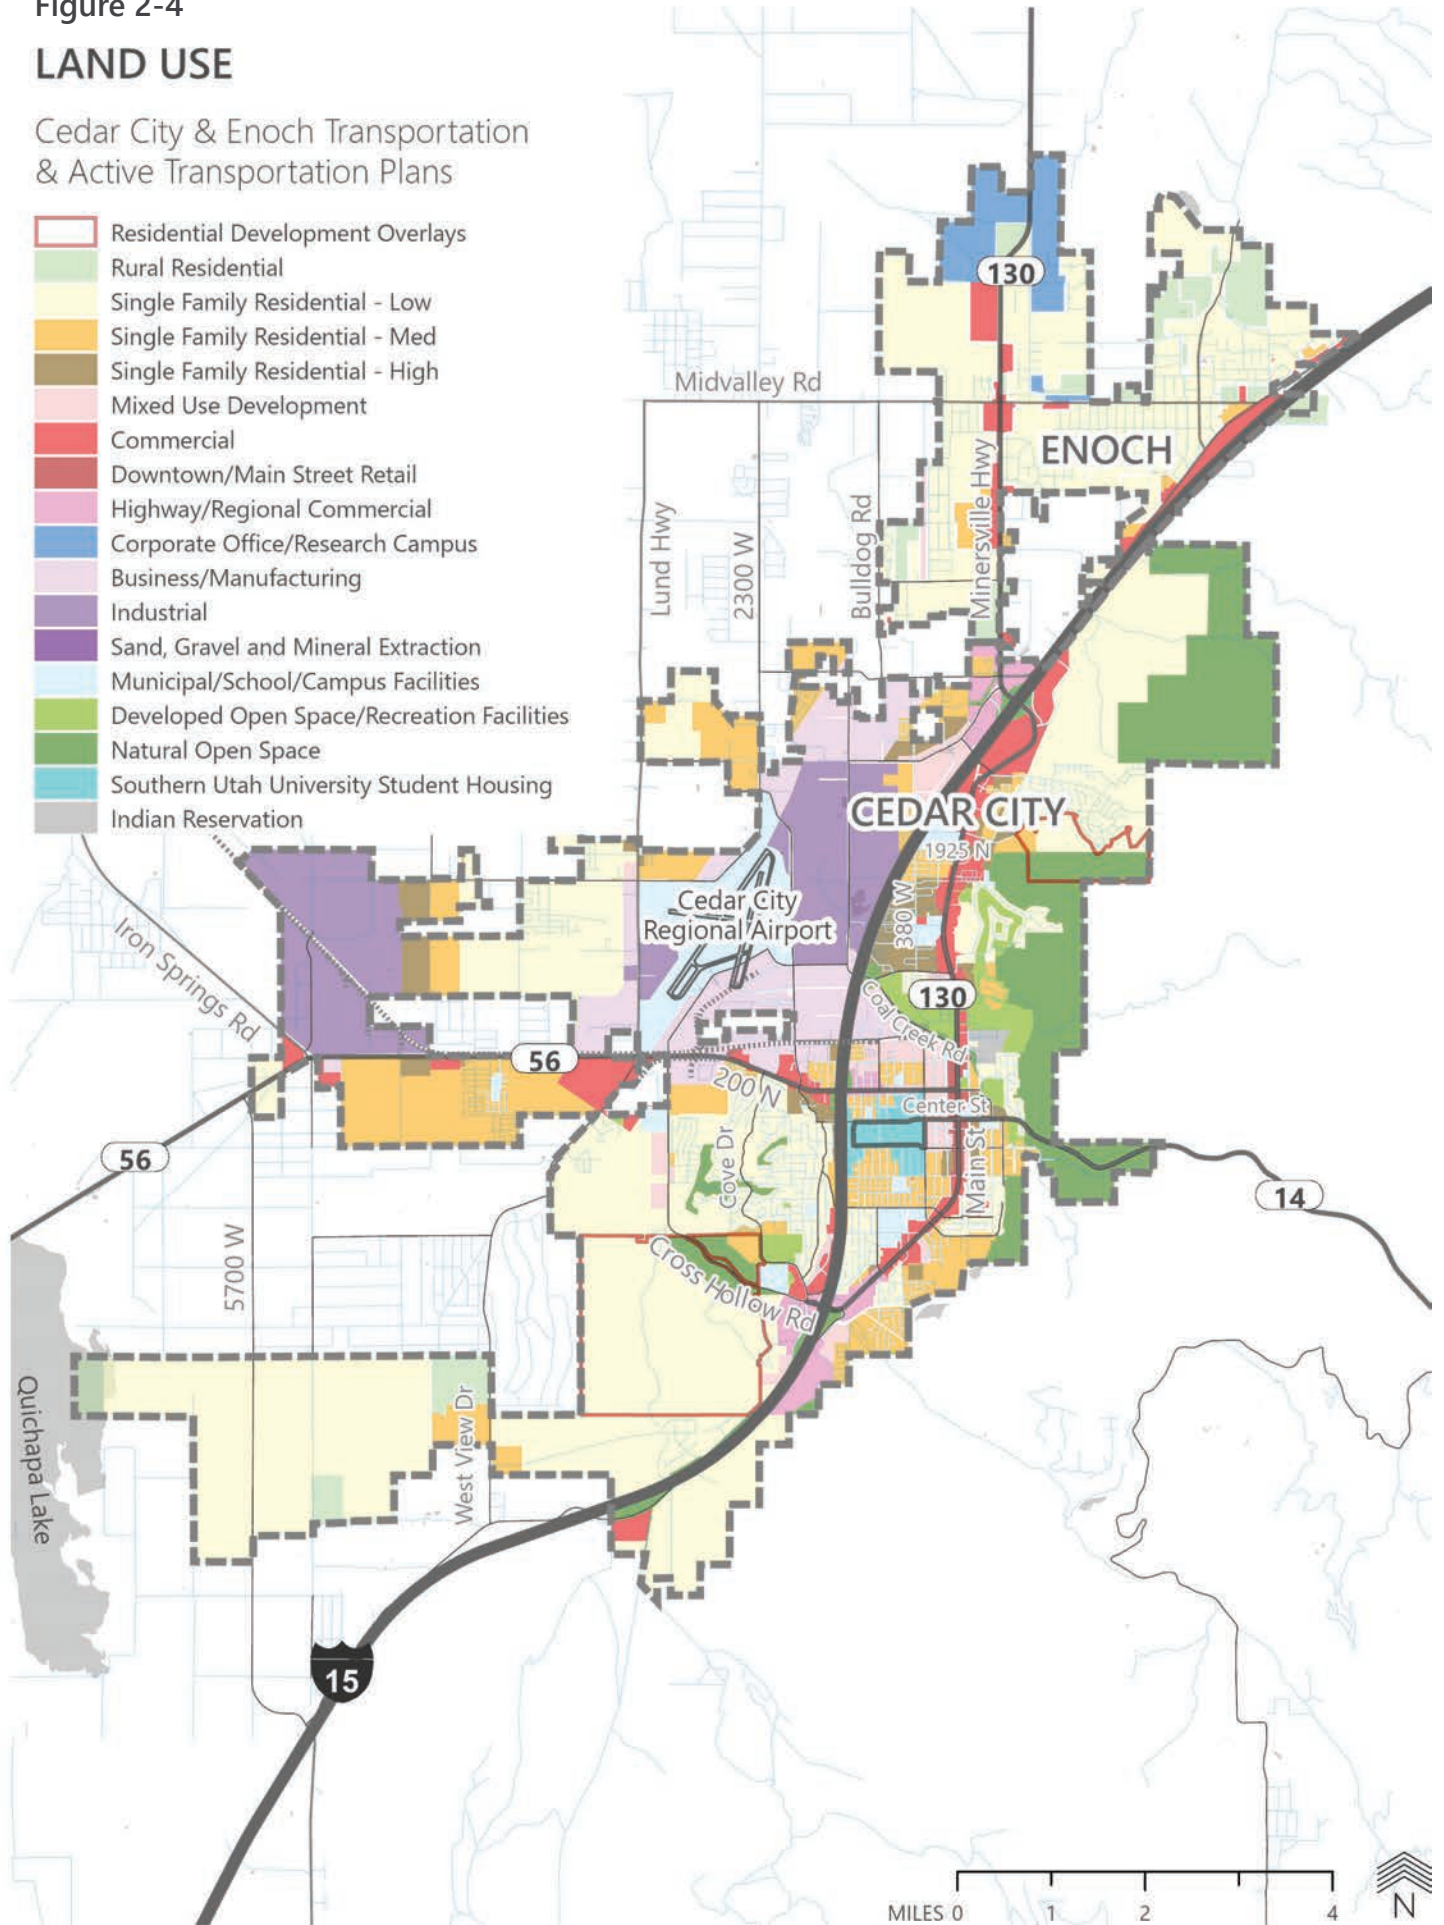 Figure 2-4
LAND USE
Cedar City & Enoch Transportation
& Active Transportation Plans
Residential Development Overlays
Rural Residential
Single Family Residential - Low
Single Family Residential - Med
Single Family Residential - High
Mixed Use Development
Commercial
Downtown/Main Street Retail
Highway/Regional Commercial
Corporate Office/Research Campus
Business/Manufacturing
Industrial
Sand, Gravel and Mineral Extraction
Municipal/School/Campus Facilities
Developed Open Space/Recreation Facilities
Natural Open Space
Southern Utah University Student Housing
Indian Reservation
130
Midvalley Rd
ENOCH
Lund Hwy
2300 W
Bulldog Rd
Minersville Hwy
CEDAR CITY
1925 N
380 W
Cedar City
Regional Airport
Iron Springs Rd
130
Coal Creek Rd
56
200 N
Center St
Cove Dr
Main St
56
14
5700 W
Cross Hollow Rd
Quichapa Lake
West View Dr
15
MILES 0 1 2 4
N